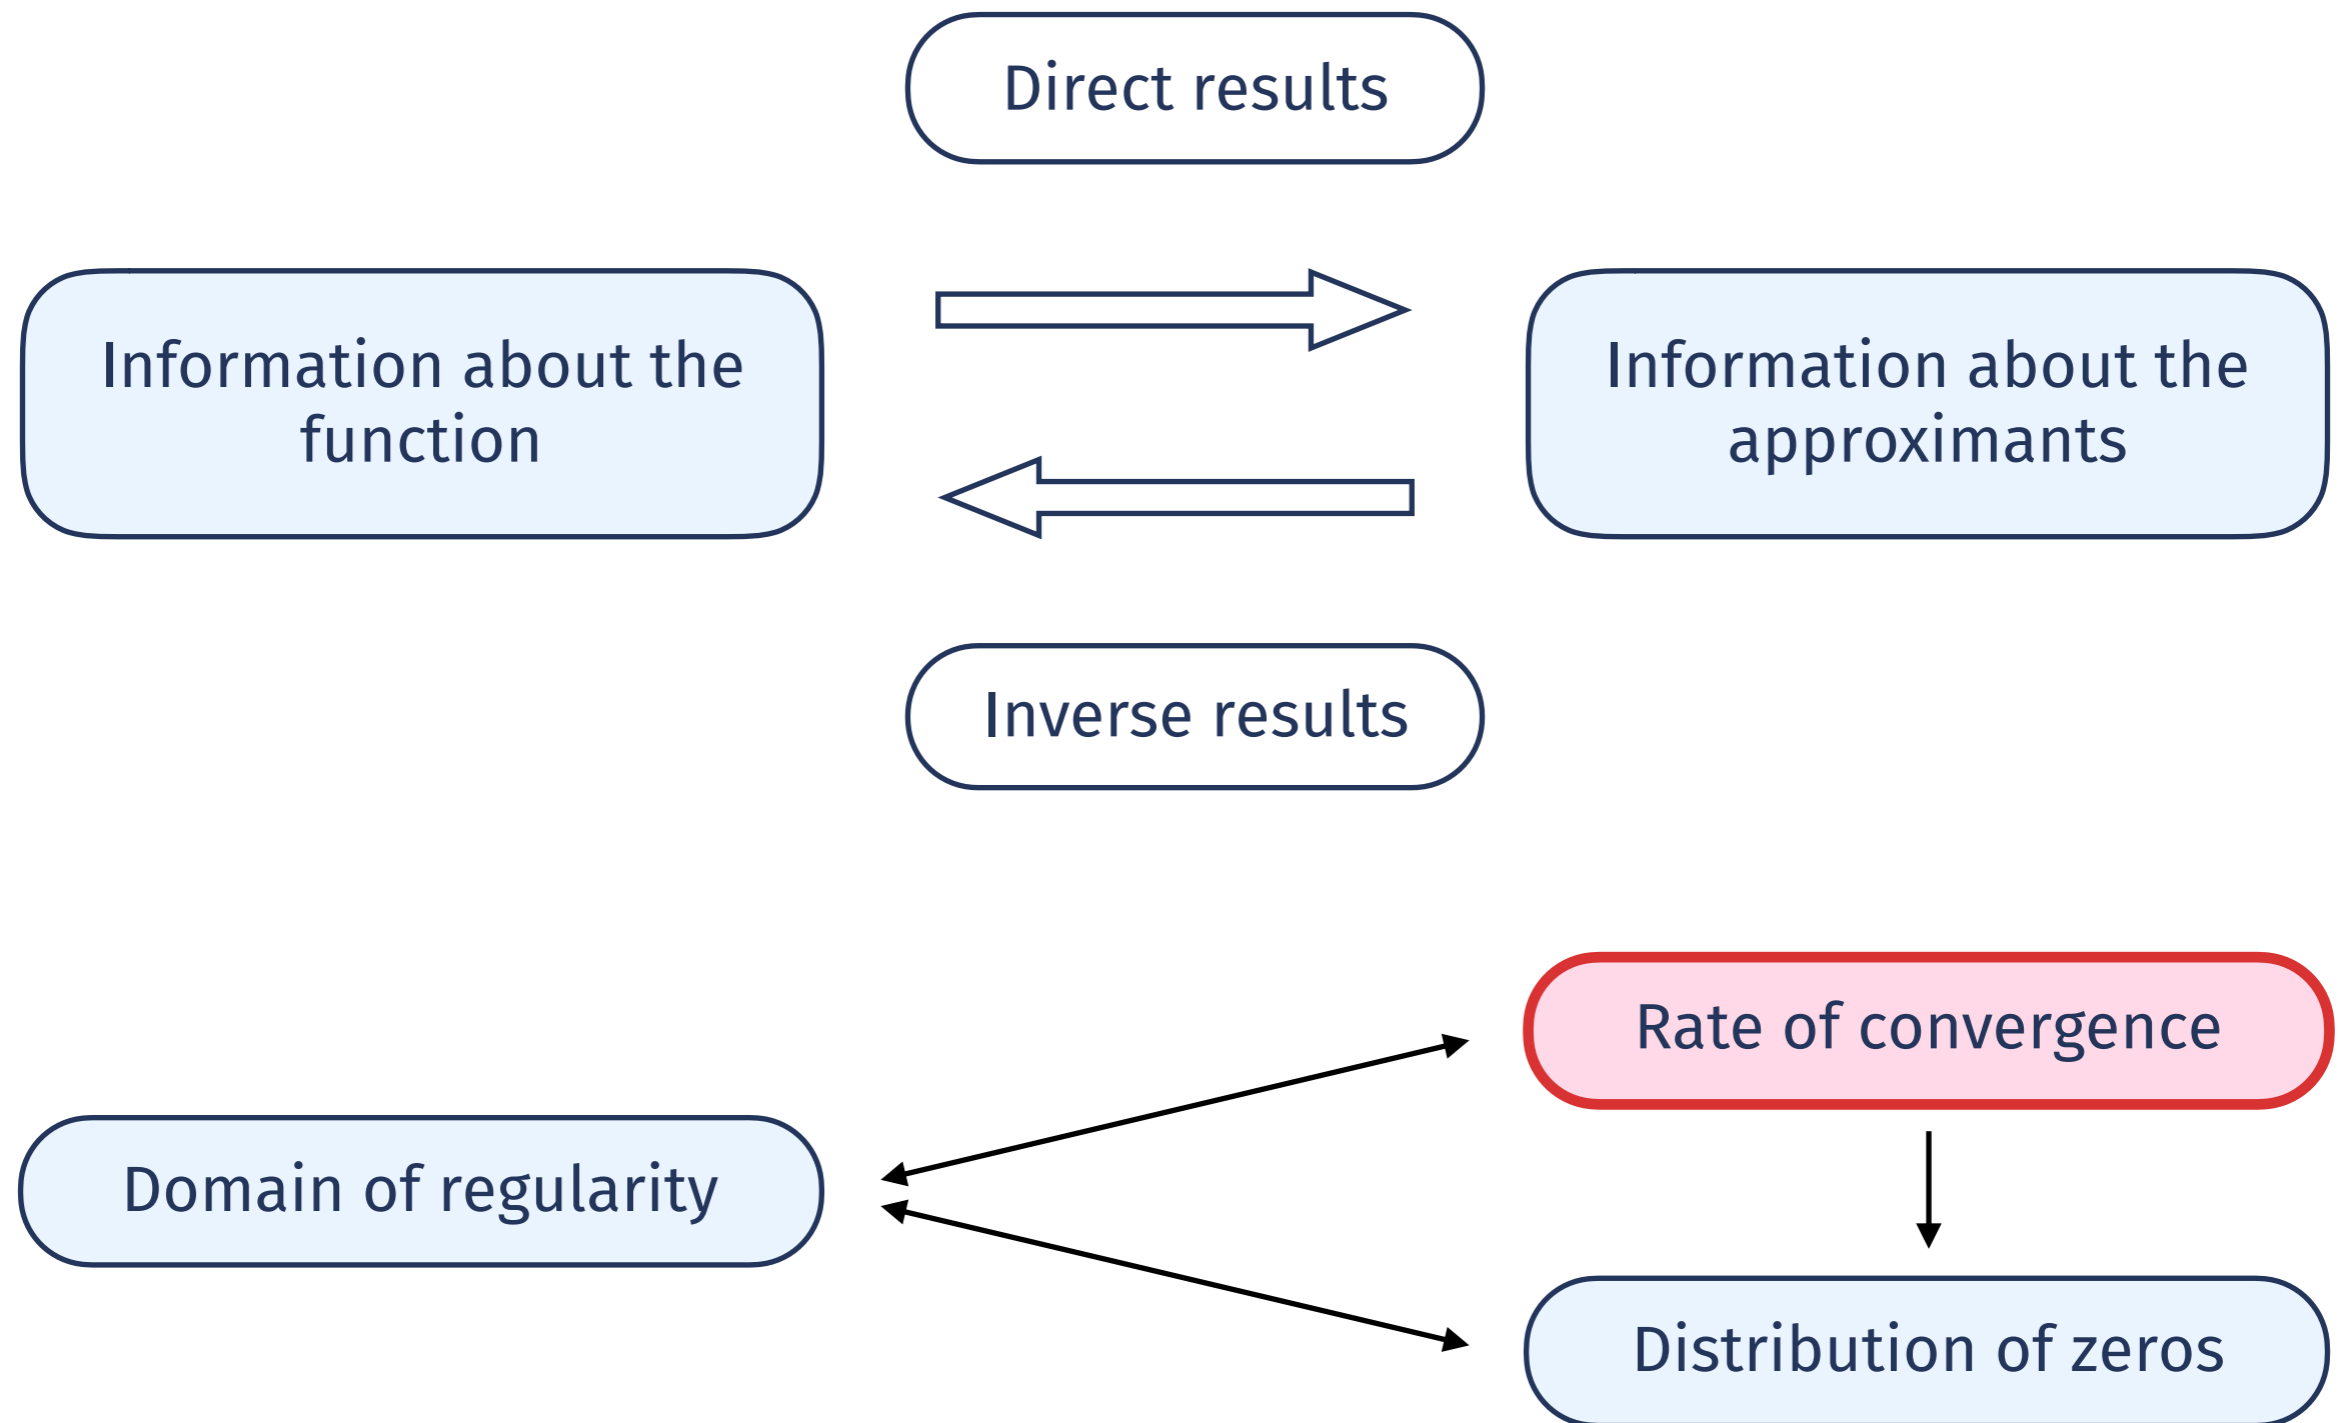 Direct results
Information about the
function
Information about the
approximants
Inverse results
Rate of convergence
Domain of regularity
Distribution of zeros